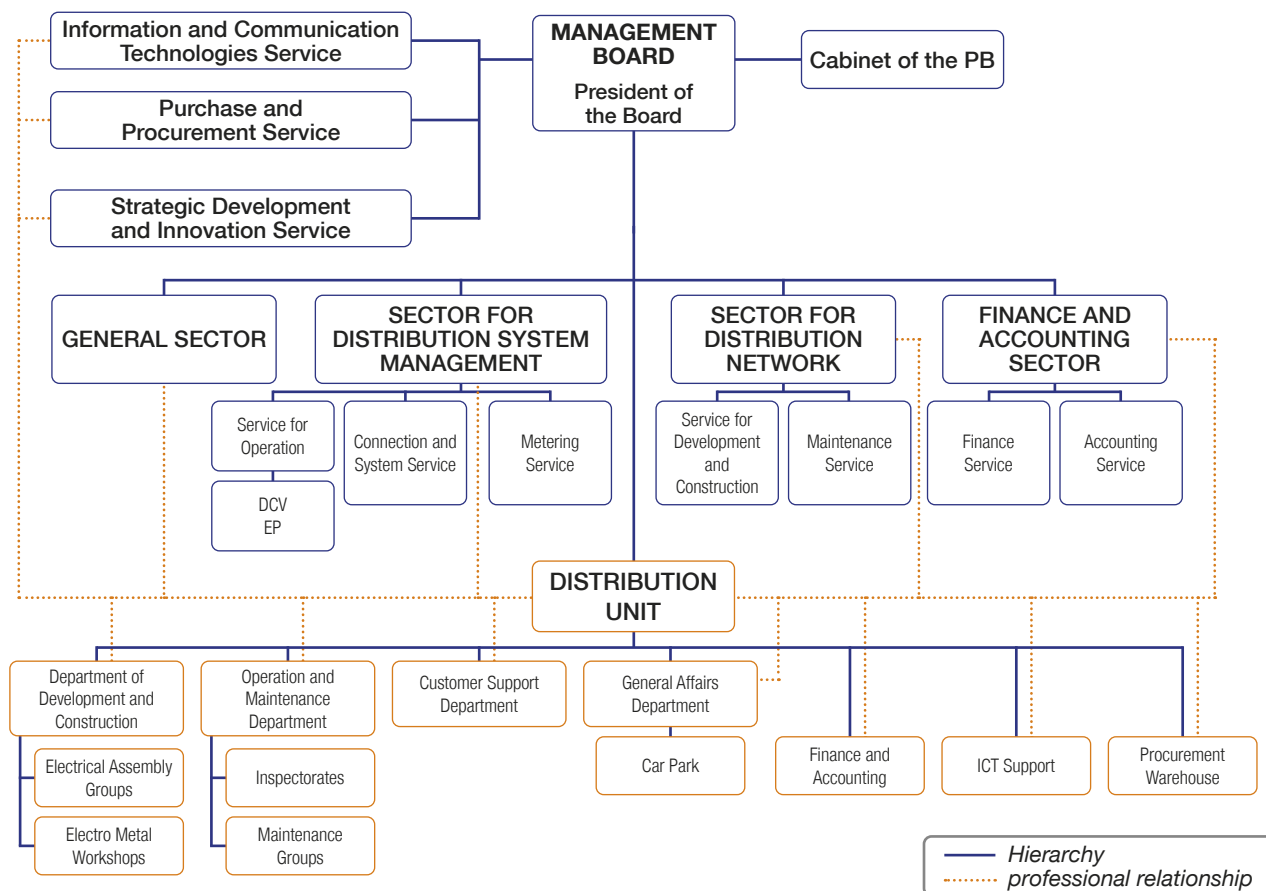 Information and Communication
Technologies Service
MANAGEMENT
BOARD
President of
the Board
Cabinet of the PB
Purchase and
Procurement Service
Strategic Development
and Innovation Service
GENERAL SECTOR
SECTOR FOR
DISTRIBUTION SYSTEM
MANAGEMENT
SECTOR FOR
DISTRIBUTION
NETWORK
FINANCE AND
ACCOUNTING
SECTOR
Service for
Operation
Connection and
System Service
Metering
Service
Service for
Development
and
Construction
Maintenance
Service
Finance
Service
Accounting
Service
DCV
EP
DISTRIBUTION
UNIT
Department of
Development and
Construction
Operation and
Maintenance
Department
Customer Support
Department
General Affairs
Department
Electrical Assembly
Groups
Inspectorates
Car Park
Finance and
Accounting
ICT Support
Procurement
Warehouse
Electro Metal
Workshops
Maintenance
Groups
Hierarchy
professional relationship